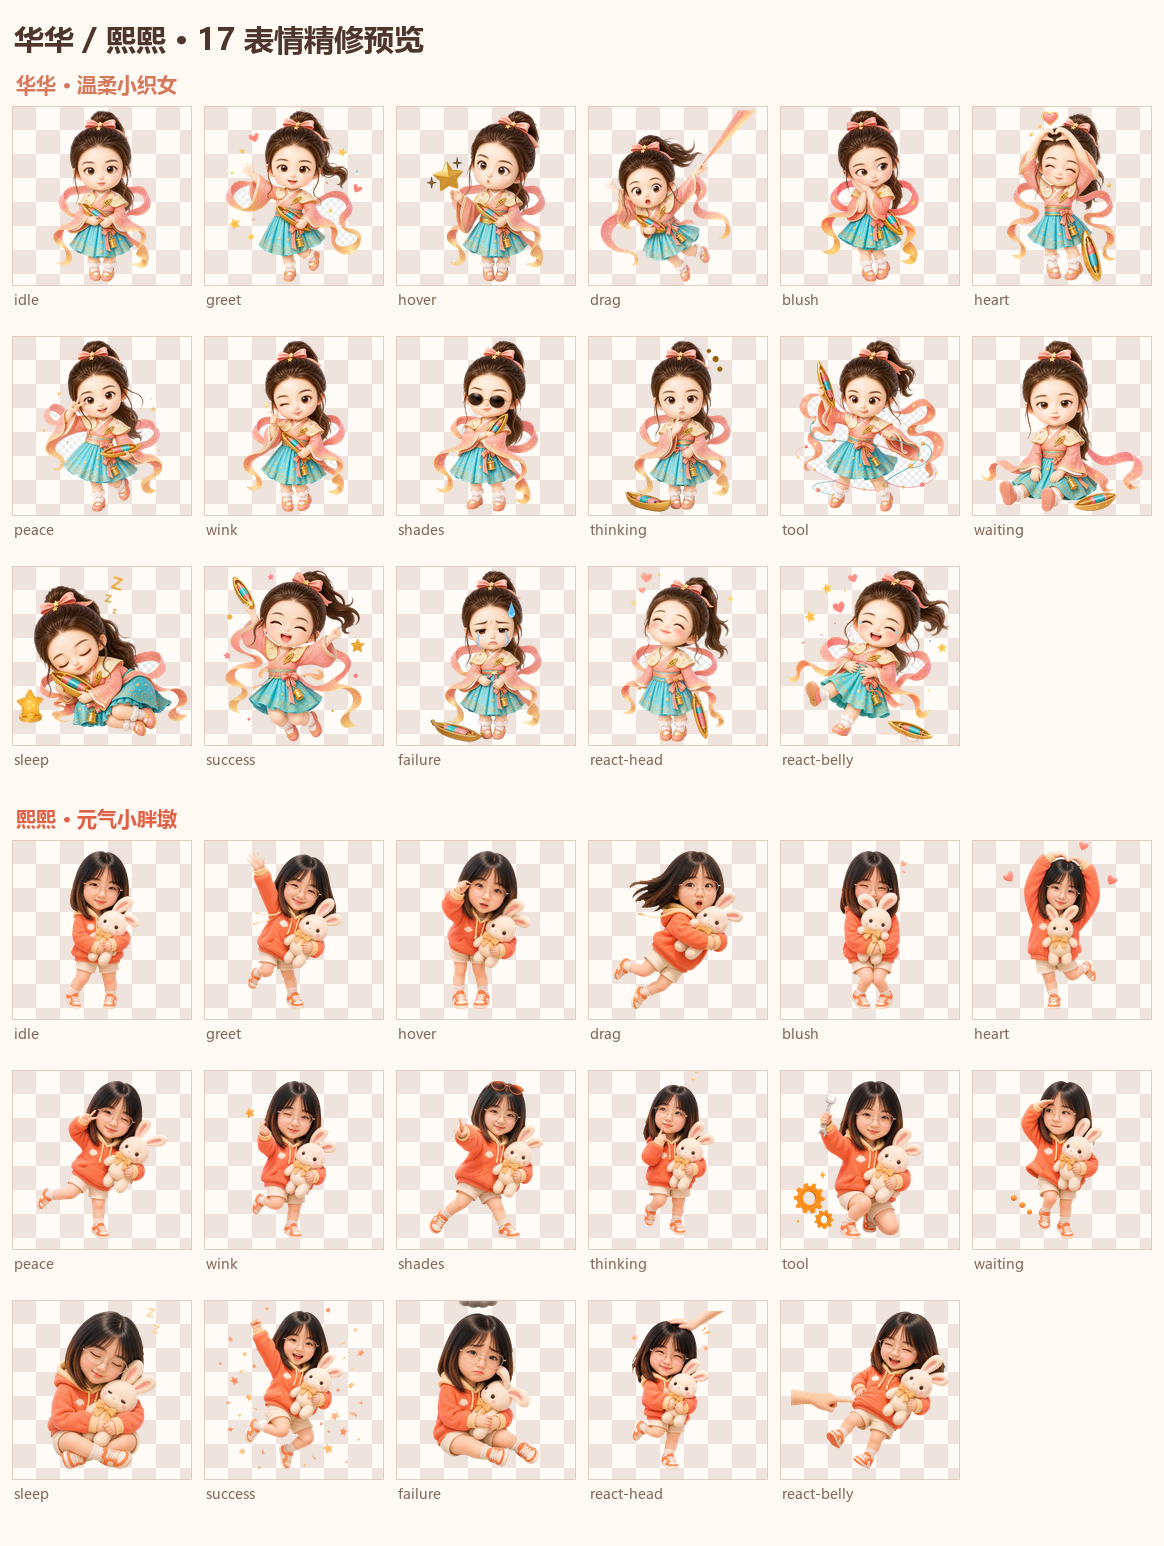 华华 / 熙熙 • 17 表情精修预览
华华 • 温柔小织女
idle greet hover drag blush heart
peace wink shades thinking tool waiting
Z Z Z
sleep success failure react-head react-belly
熙熙 • 元气小胖墩
idle greet hover drag blush heart
peace wink shades thinking tool waiting
Z Z
sleep success failure react-head react-belly